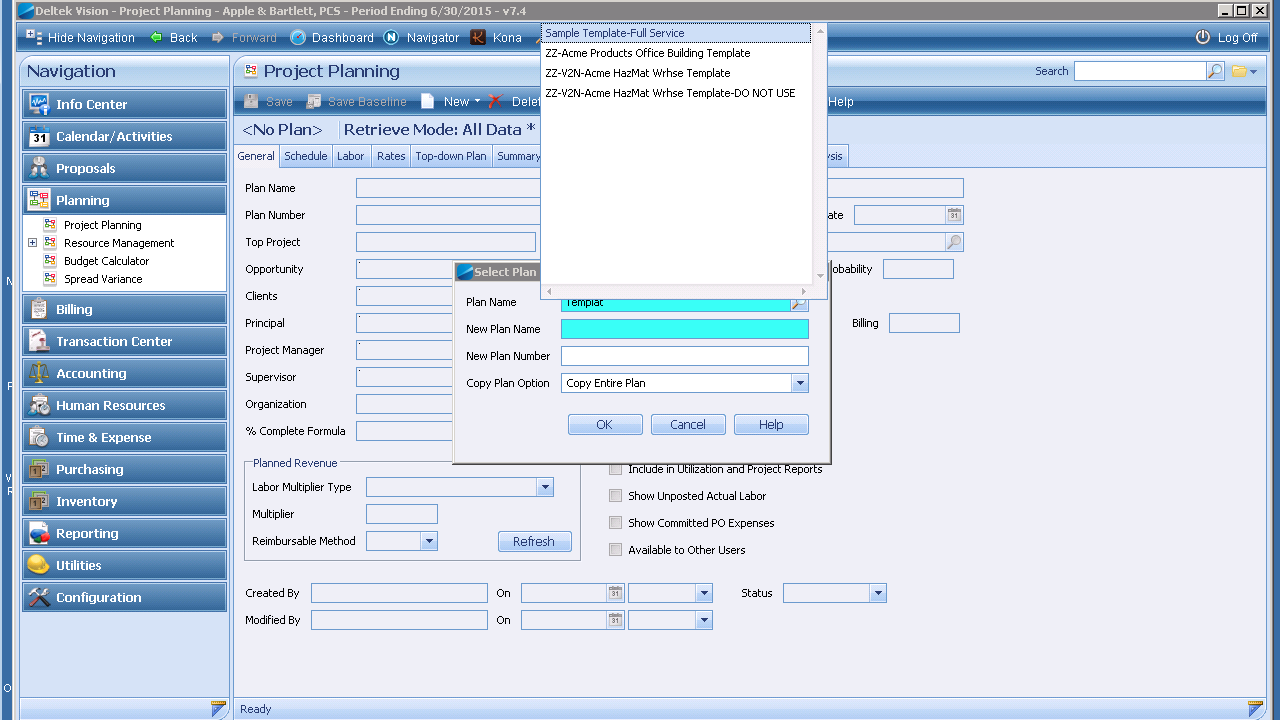 Deltek Vision - Project Planning - Apple & Bartlett, PCS - Period Ending 6/30/2015 - v7.4
Hide Navigation Back Forward Dashboard Navigator Kona Log Off
Sample Template-Full Service
ZZ-Acme Products Office Building Template
ZZ-V2N-Acme HazMat Wrhse Template
ZZ-V2N-Acme HazMat Wrhse Template-DO NOT USE
Navigation
Info Center
31 Calendar/Activities
Proposals
Planning
Project Planning
Resource Management
Budget Calculator
Spread Variance
Billing
Transaction Center
Accounting
Human Resources
Time & Expense
Purchasing
Inventory
Reporting
Utilities
Configuration
Project Planning Search
Save Save Baseline New Help
<No Plan> Retrieve Mode: All Data *
General Schedule Labor Rates Top-down Plan Summary
Plan Name
Plan Number 31
Top Project
Opportunity
Clients
Principal Billing
Project Manager
Supervisor
Organization
% Complete Formula
Select Plan
Plan Name Templat
New Plan Name
New Plan Number
Copy Plan Option Copy Entire Plan
OK Cancel Help
Planned Revenue
Labor Multiplier Type
Multiplier
Reimbursable Method Refresh
Include in Utilization and Project Reports
Show Unposted Actual Labor
Show Committed PO Expenses
Available to Other Users
Created By On 31 Status
Modified By On 31
Ready